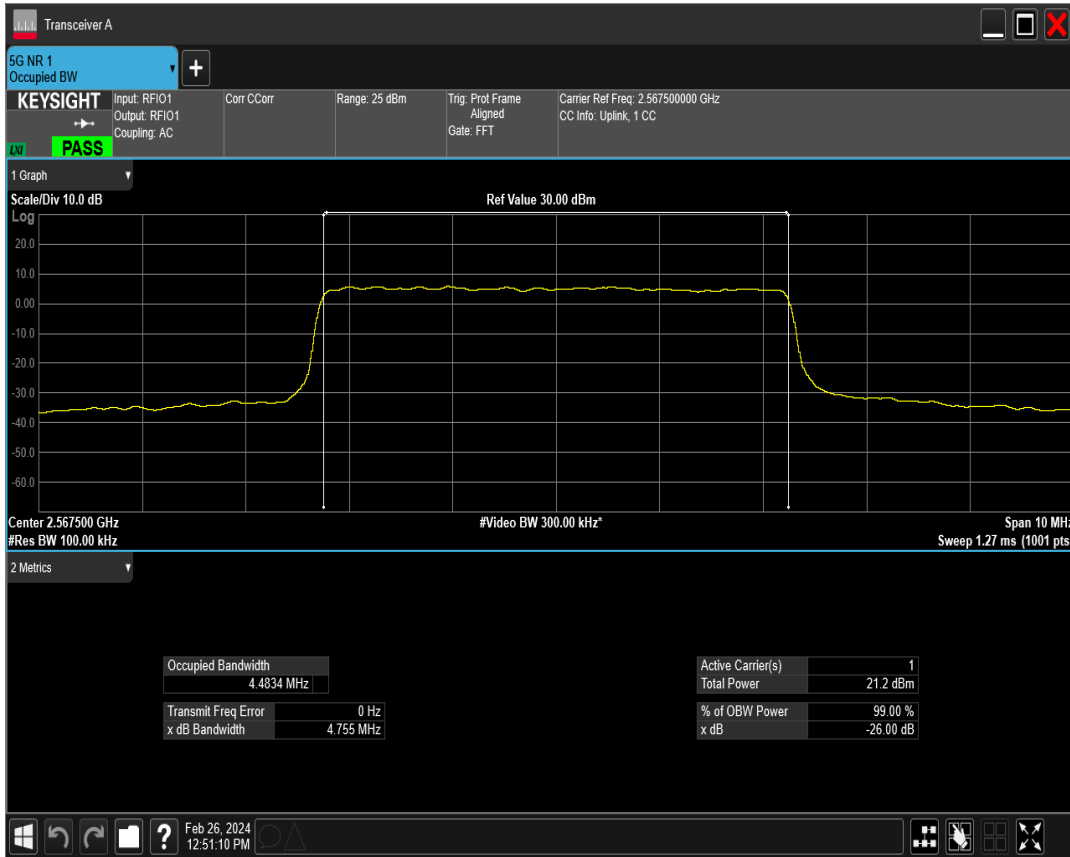 Transceiver A
5G NR 1
Occupied BW
KEYSIGHT
LXI
PASS
Input: RFIO1
Output: RFIO1
Coupling: AC
Corr CCorr
Range: 25 dBm
Trig: Prot Frame
Aligned
Gate: FFT
Carrier Ref Freq: 2.567500000 GHz
CC Info: Uplink, 1 CC
1 Graph
Scale/Div 10.0 dB
Ref Value 30.00 dBm
Log
20.0
10.0
0.00
-10.0
-20.0
-30.0
-40.0
-50.0
-60.0
Center 2.567500 GHz
#Video BW 300.00 kHz*
Span 10 MHz
#Res BW 100.00 kHz
Sweep 1.27 ms (1001 pts
2 Metrics
Occupied Bandwidth
4.4834 MHz
Transmit Freq Error 0 Hz
x dB Bandwidth 4.755 MHz
Active Carrier(s) 1
Total Power 21.2 dBm
% of OBW Power 99.00 %
x dB -26.00 dB
?
Feb 26, 2024
12:51:10 PM